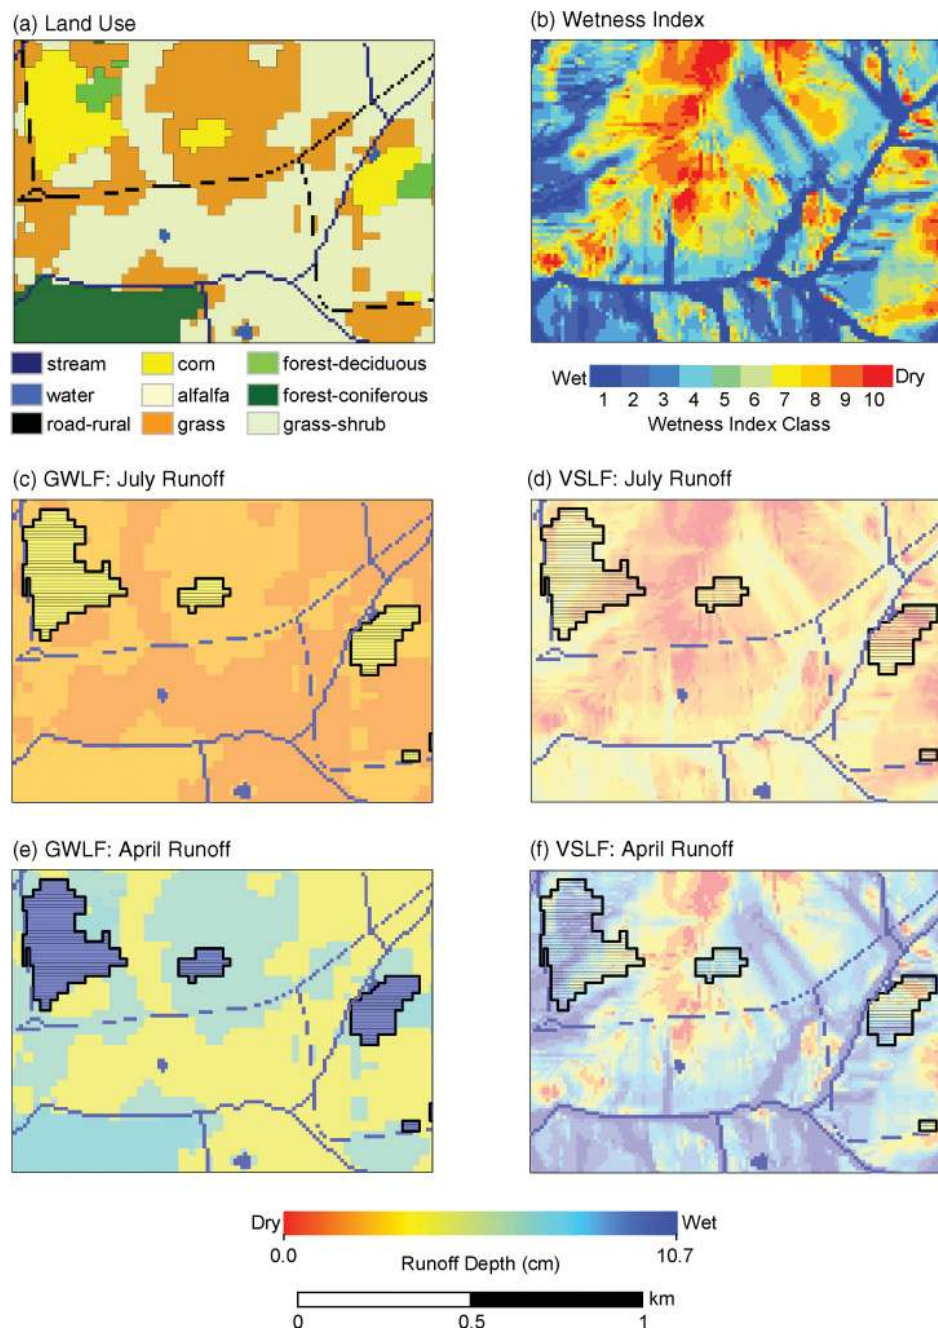 (a) Land Use
(b) Wetness Index
stream
corn
forest-deciduous
water
alfalfa
forest-coniferous
road-rural
grass
grass-shrub
Wet
Dry
1 2 3 4 5 6 7 8 9 10
Wetness Index Class
(c) GWLF: July Runoff
(d) VSLF: July Runoff
(e) GWLF: April Runoff
(f) VSLF: April Runoff
Dry
Wet
0.0
10.7
Runoff Depth (cm)
km
0 0.5 1